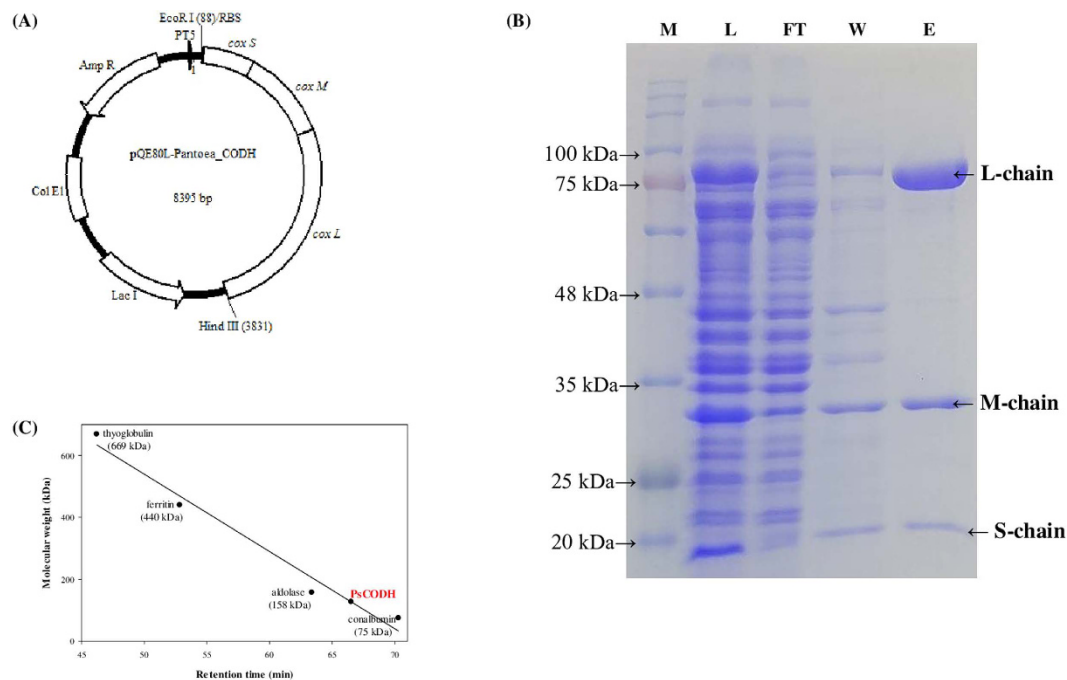 (A)
EcoR I (88)/RBS
PT5
1
cox S
cox M
cox L
Amp R
Col E1
Lac I
pQE80L-Pantoea_CODH
8395 bp
Hind III (3831)
(B)
M L FT W E
100 kDa→
75 kDa→
48 kDa→
35 kDa→
25 kDa→
20 kDa→
← L-chain
← M-chain
← S-chain
(C)
Molecular weight (kDa)
600
400
200
0
45 50 55 60 65 70
Retention time (min)
thyoglobulin
(669 kDa)
ferritin
(440 kDa)
aldolase
(158 kDa)
PsCODH
conalbumin
(75 kDa)